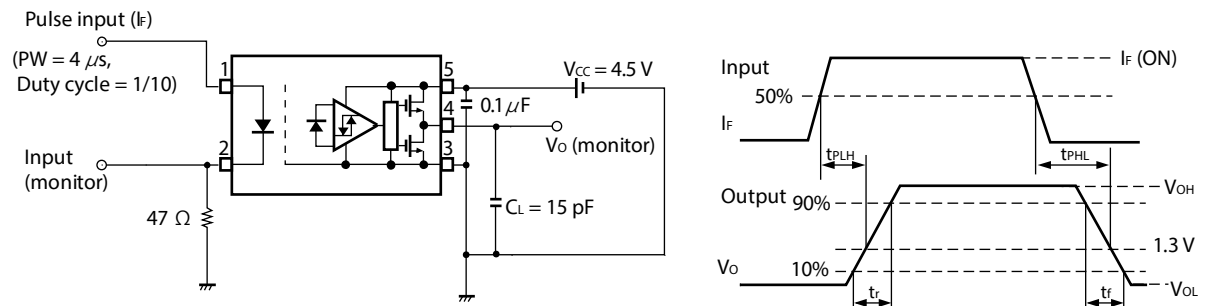 Pulse input (IF)
(PW = 4 μs,
Duty cycle = 1/10)
1
5
VCC = 4.5 V
0.1 μF
4
VO (monitor)
2
3
Input
(monitor)
47 Ω
CL = 15 pF
Input
IF (ON)
50%
IF
tPLH
tPHL
Output
VOH
90%
1.3 V
VO
10%
tr
tf
VOL